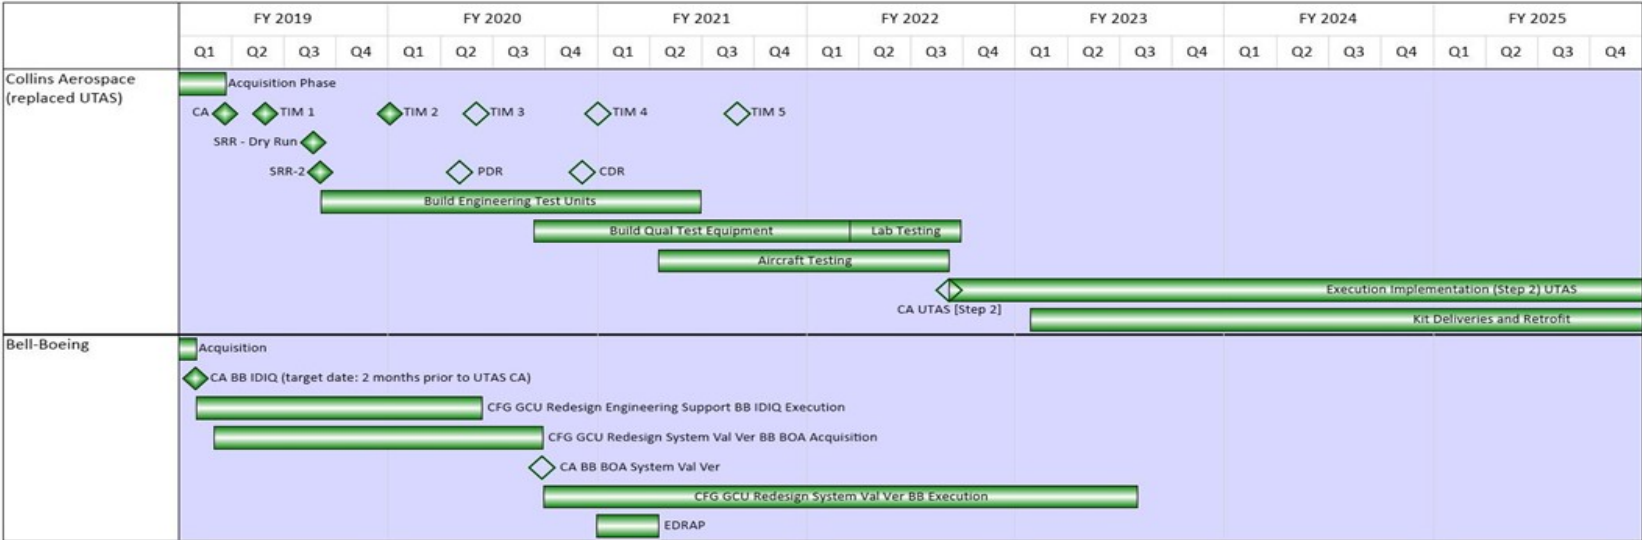 FY 2019 FY 2020 FY 2021 FY 2022 FY 2023 FY 2024 FY 2025
Q1 Q2 Q3 Q4 Q1 Q2 Q3 Q4 Q1 Q2 Q3 Q4 Q1 Q2 Q3 Q4 Q1 Q2 Q3 Q4 Q1 Q2 Q3 Q4 Q1 Q2 Q3 Q4
Collins Aerospace
(replaced UTAS)
Acquisition Phase
CA TIM 1 TIM 2 TIM 3 TIM 4 TIM 5
SRR - Dry Run
SRR-2 PDR CDR
Build Engineering Test Units
Build Qual Test Equipment Lab Testing
Aircraft Testing
Execution Implementation (Step 2) UTAS
CA UTAS [Step 2]
Kit Deliveries and Retrofit
Bell-Boeing
Acquisition
CA BB IDIQ (target date: 2 months prior to UTAS CA)
CFG GCU Redesign Engineering Support BB IDIQ Execution
CFG GCU Redesign System Val Ver BB BOA Acquisition
CA BB BOA System Val Ver
CFG GCU Redesign System Val Ver BB Execution
EDRAP